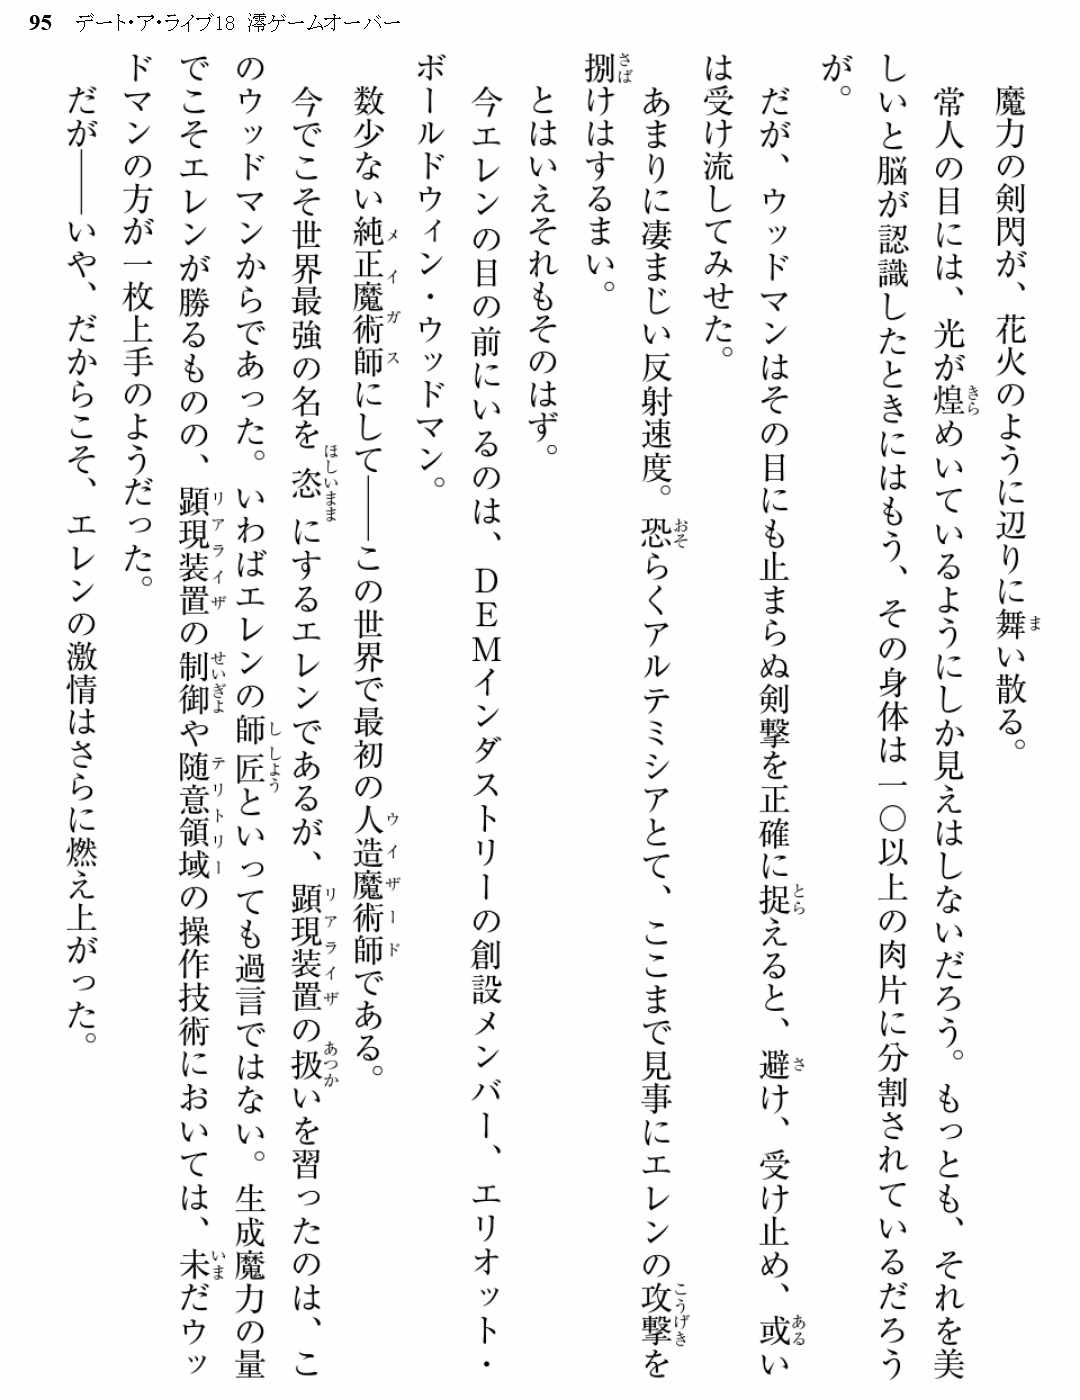 95　デート・ア・ライブ18 澪ゲームオーバー
魔力の剣閃が、花火のように辺りに舞い散る。
常人の目には、光が煌めいているようにしか見えはしないだろう。もっとも、それを美
しいと脳が認識したときにはもう、その身体は一〇以上の肉片に分割されているだろう
が。
だが、ウッドマンはその目にも止まらぬ剣撃を正確に捉えると、避け、受け止め、或い
は受け流してみせた。
あまりに凄まじい反射速度。恐らくアルテミシアとて、ここまで見事にエレンの攻撃を
捌けはするまい。
とはいえそれもそのはず。
今エレンの目の前にいるのは、ＤＥＭインダストリーの創設メンバー、エリオット・
ボールドウィン・ウッドマン。
数少ない純正魔術師にして――この世界で最初の人造魔術師である。
今でこそ世界最強の名を恣にするエレンであるが、顕現装置の扱いを習ったのは、こ
のウッドマンからであった。いわばエレンの師匠といっても過言ではない。生成魔力の量
でこそエレンが勝るものの、顕現装置の制御や随意領域の操作技術においては、未だウッ
ドマンの方が一枚上手のようだった。
だが――いや、だからこそ、エレンの激情はさらに燃え上がった。